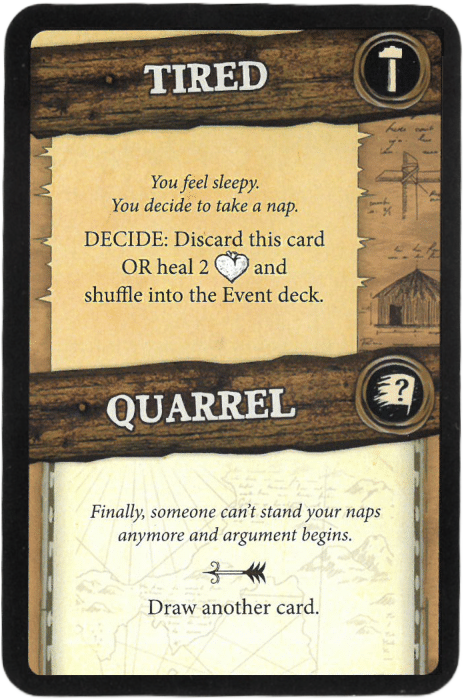 TIRED
You feel sleepy.
You decide to take a nap.
DECIDE: Discard this card
OR heal 2 and
shuffle into the Event deck.
QUARREL
?
Finally, someone can't stand your naps
anymore and argument begins.
Draw another card.